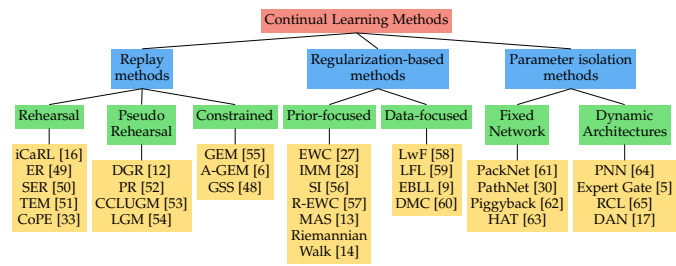 Continual Learning Methods
Replay
methods
Regularization-based
methods
Parameter isolation
methods
Rehearsal
Pseudo
Rehearsal
Constrained
Prior-focused
Data-focused
Fixed
Network
Dynamic
Architectures
iCaRL [16]
ER [49]
SER [50]
TEM [51]
CoPE [33]
DGR [12]
PR [52]
CCLUGM [53]
LGM [54]
GEM [55]
A-GEM [6]
GSS [48]
EWC [27]
IMM [28]
SI [56]
R-EWC [57]
MAS [13]
Riemannian
Walk [14]
LwF [58]
LFL [59]
EBLL [9]
DMC [60]
PackNet [61]
PathNet [30]
Piggyback [62]
HAT [63]
PNN [64]
Expert Gate [5]
RCL [65]
DAN [17]